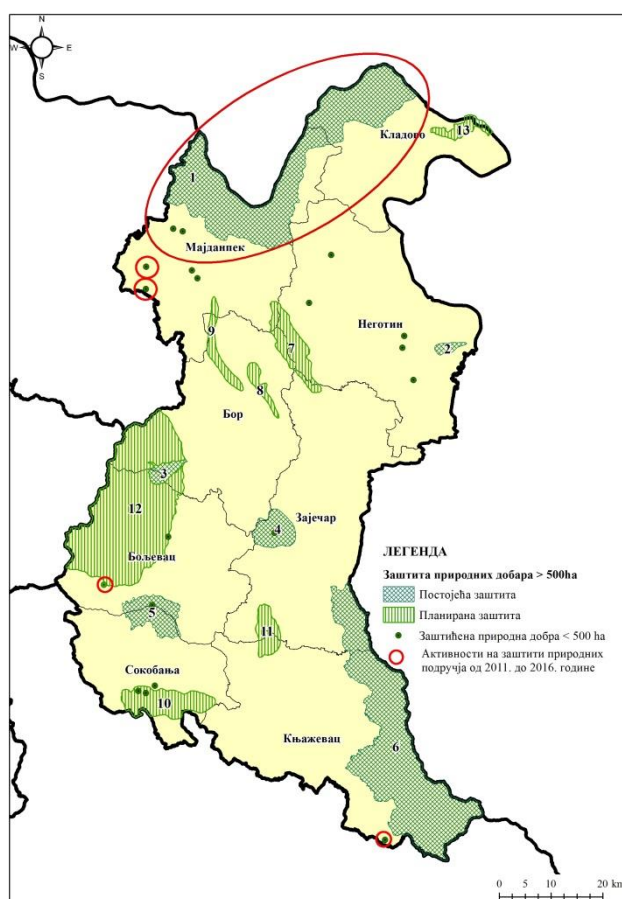 N
W E
S
Кладово
13
1
Мајданпек
Неготин
9
7
2
8
Бор
3
12
4
Зајечар
Бољевац
ЛЕГЕНДА
Заштита природних добара > 500ha
Постојећа заштита
Планирана заштита
Заштићена природна добра < 500 ha
Активности на заштити природних
подручја од 2011. до 2016. године
5
11
Сокобања
10
Књажевац
6
0 5 10 20 km